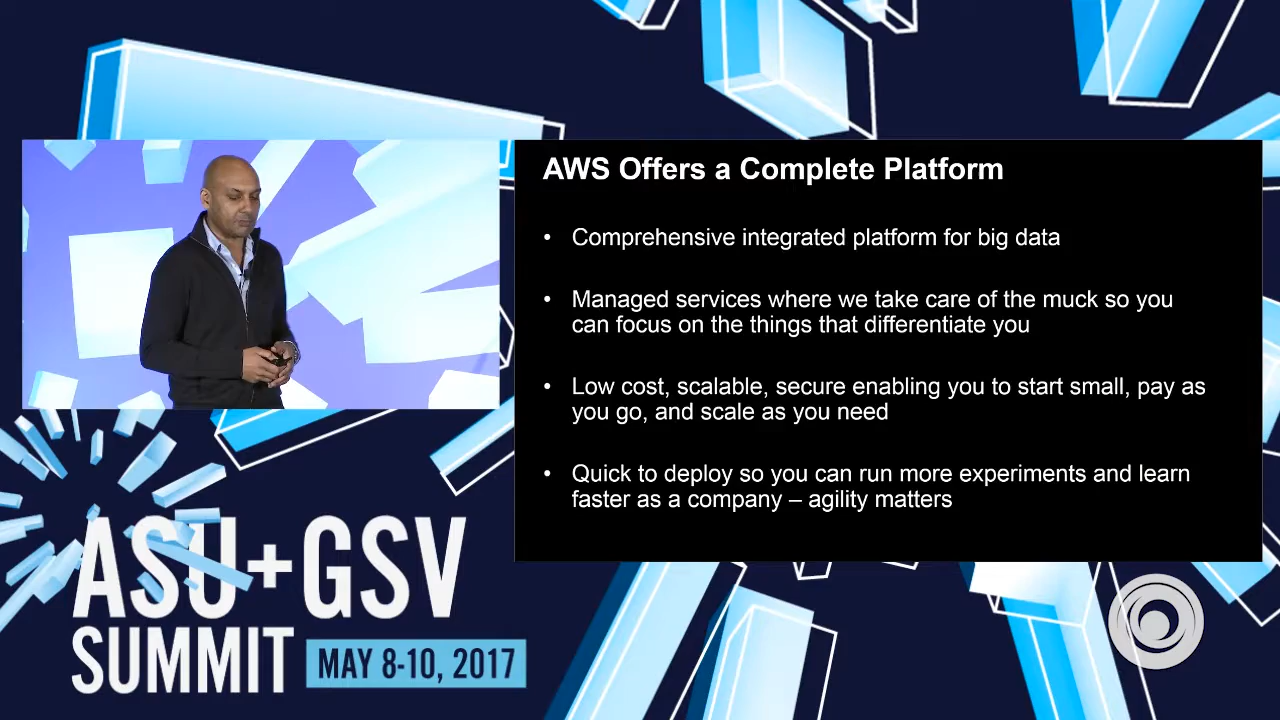 AWS Offers a Complete Platform
• Comprehensive integrated platform for big data
• Managed services where we take care of the muck so you
can focus on the things that differentiate you
• Low cost, scalable, secure enabling you to start small, pay as
you go, and scale as you need
• Quick to deploy so you can run more experiments and learn
faster as a company – agility matters
ASU+GSV
SUMMIT
MAY 8-10, 2017